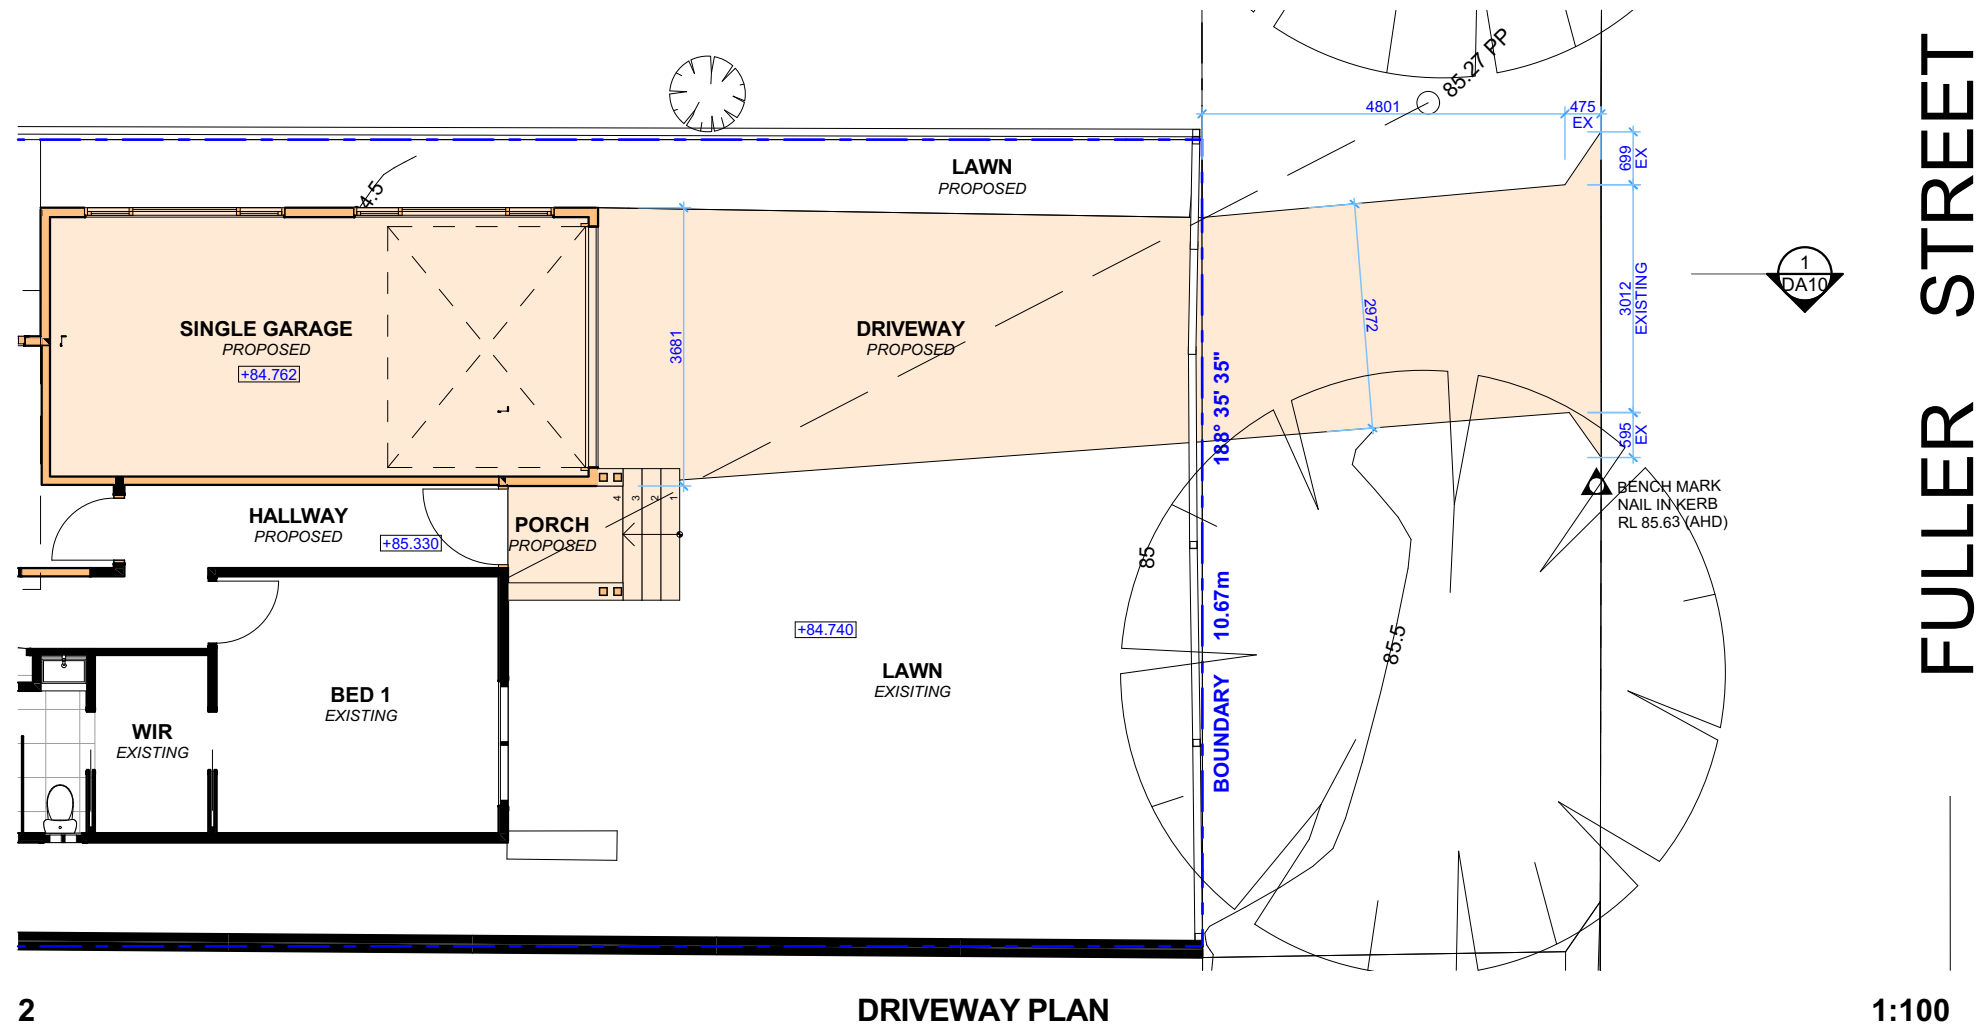 85.27 PP
4801
475
EX
699
EX
LAWN
PROPOSED
4.5
FULLER STREET
1
DA10
SINGLE GARAGE
PROPOSED
+84.762
3681
DRIVEWAY
PROPOSED
2972
3012
EXISTING
595
EX
188° 35' 35"
BENCH MARK
NAIL IN KERB
RL 85.63 (AHD)
HALLWAY
PROPOSED
+85.330
PORCH
PROPOSED
4
3
2
1
85
BOUNDARY 10.67m
85.5
+84.740
LAWN
EXISITING
BED 1
EXISTING
WIR
EXISTING
2
DRIVEWAY PLAN
1:100